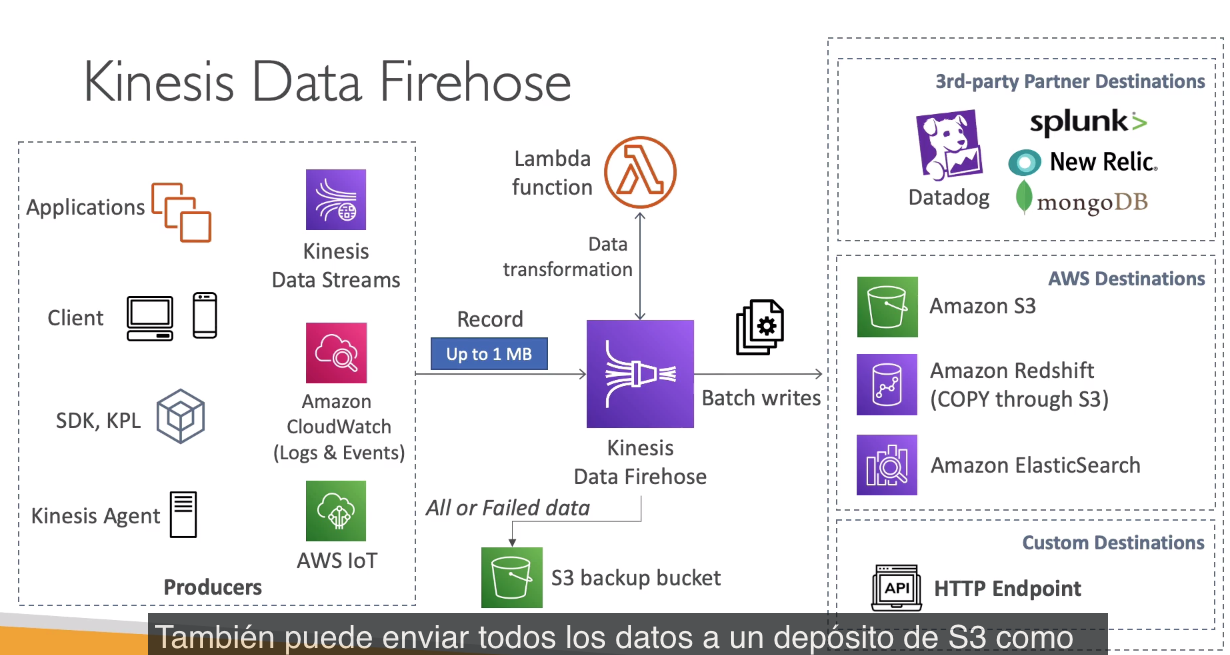 Kinesis Data Firehose
Applications
Client
SDK, KPL
Kinesis Agent
Kinesis
Data Streams
Amazon
CloudWatch
(Logs & Events)
AWS IoT
Producers
Record
Up to 1 MB
Lambda
function
Data
transformation
Kinesis
Data Firehose
All or Failed data
S3 backup bucket
Batch writes
3rd-party Partner Destinations
Datadog
splunk>
New Relic.
mongoDB
AWS Destinations
Amazon S3
Amazon Redshift
(COPY through S3)
Amazon ElasticSearch
Custom Destinations
API
HTTP Endpoint
También puede enviar todos los datos a un depósito de S3 como